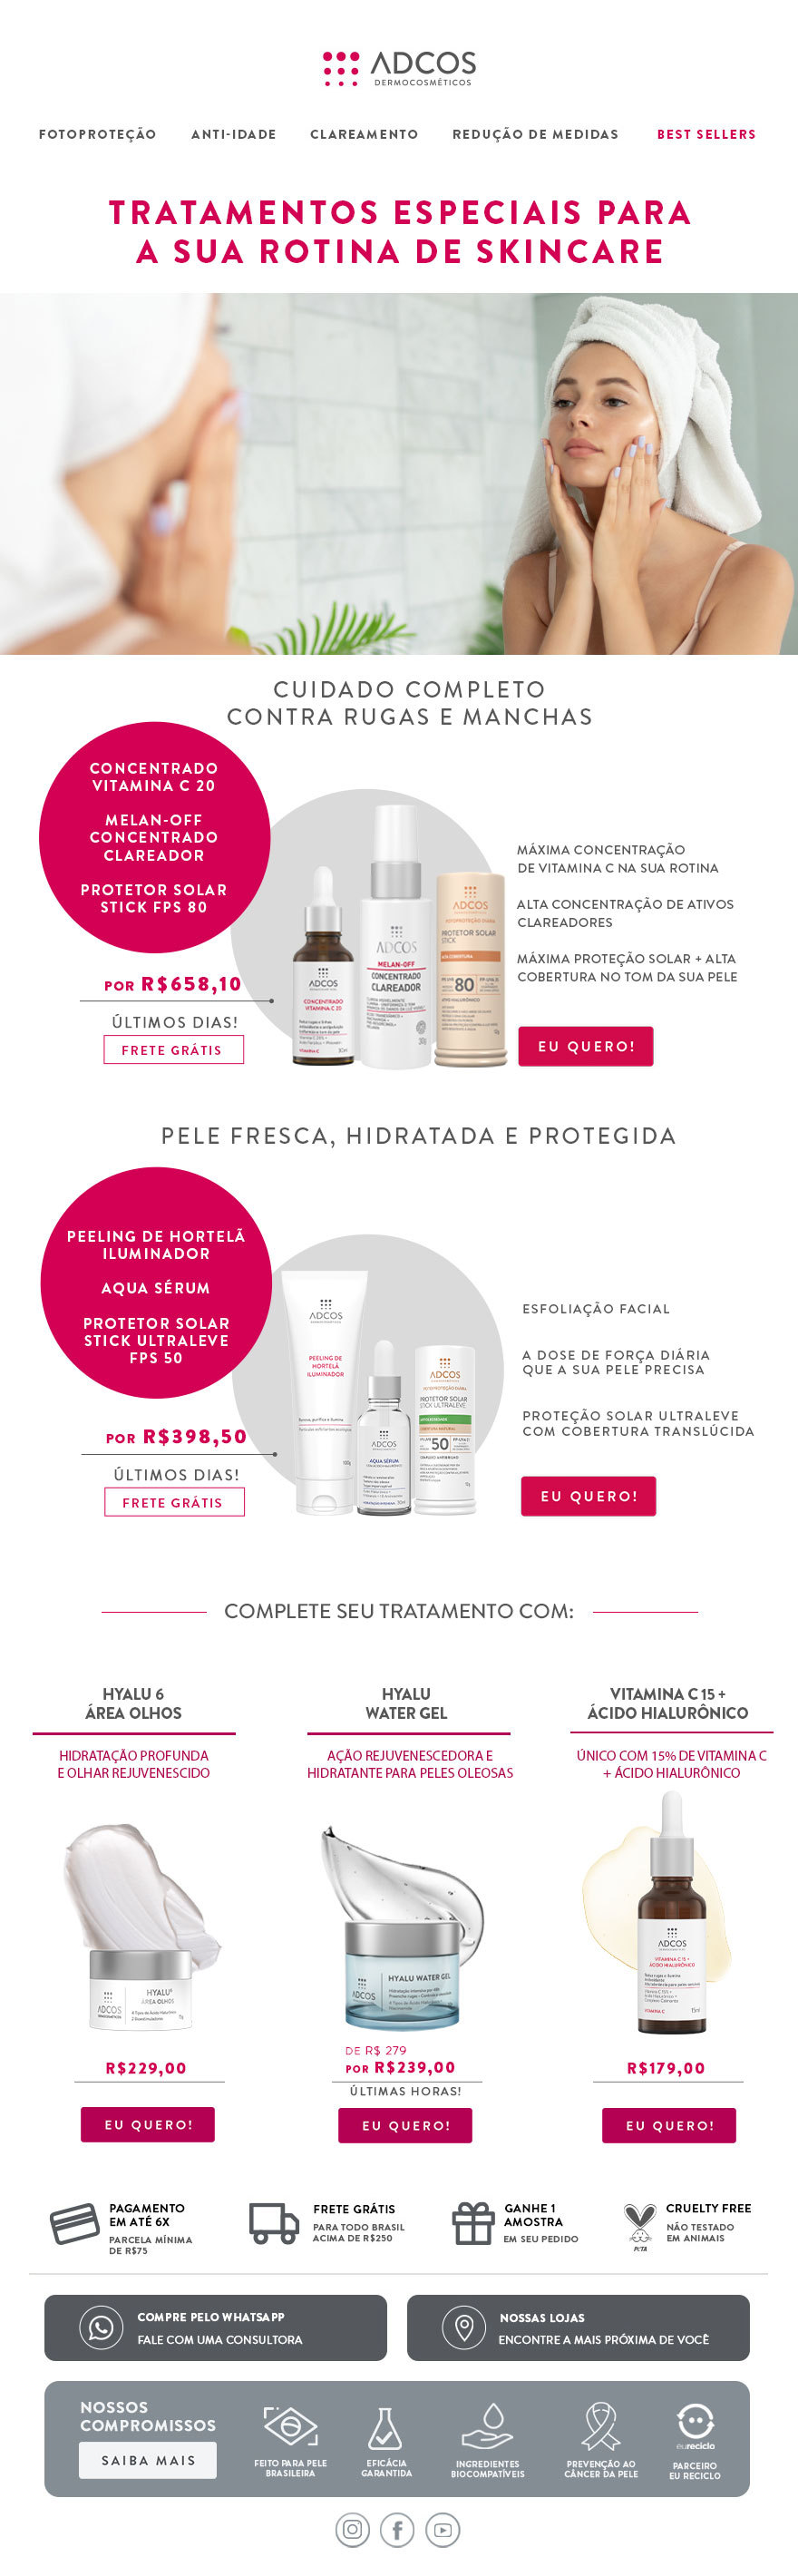 ADCOS
DERMOCOSMÉTICOS
FOTOPROTEÇÃO
ANTI-IDADE
CLAREAMENTO
REDUÇÃO DE MEDIDAS
BEST SELLERS
TRATAMENTOS ESPECIAIS PARA
A SUA ROTINA DE SKINCARE
CUIDADO COMPLETO
CONTRA RUGAS E MANCHAS
CONCENTRADO
VITAMINA C 20
MELAN-OFF
CONCENTRADO
CLAREADOR
PROTETOR SOLAR
STICK FPS 80
POR R$658,10
ÚLTIMOS DIAS!
FRETE GRÁTIS
ADCOS
CONCENTRADO
VITAMINA C 20
VITAMINA C
30ml
ADCOS
MELAN-OFF
CONCENTRADO
CLAREADOR
30g
ADCOS
PROTETOR SOLAR
STICK
ALTA COBERTURA
80
MÁXIMA CONCENTRAÇÃO
DE VITAMINA C NA SUA ROTINA
ALTA CONCENTRAÇÃO DE ATIVOS
CLAREADORES
MÁXIMA PROTEÇÃO SOLAR + ALTA
COBERTURA NO TOM DA SUA PELE
EU QUERO!
PELE FRESCA, HIDRATADA E PROTEGIDA
PEELING DE HORTELÃ
ILUMINADOR
AQUA SÉRUM
PROTETOR SOLAR
STICK ULTRALEVE
FPS 50
POR R$398,50
ÚLTIMOS DIAS!
FRETE GRÁTIS
ADCOS
PEELING DE
HORTELÃ
ILUMINADOR
ADCOS
AQUA SÉRUM
30ml
ADCOS
PROTETOR SOLAR
STICK ULTRALEVE
50
ESFOLIAÇÃO FACIAL
A DOSE DE FORÇA DIÁRIA
QUE A SUA PELE PRECISA
PROTEÇÃO SOLAR ULTRALEVE
COM COBERTURA TRANSLÚCIDA
EU QUERO!
COMPLETE SEU TRATAMENTO COM:
HYALU 6
ÁREA OLHOS
HIDRATAÇÃO PROFUNDA
E OLHAR REJUVENESCIDO
ADCOS
HYALU⁶
ÁREA OLHOS
R$229,00
EU QUERO!
HYALU
WATER GEL
AÇÃO REJUVENESCEDORA E
HIDRATANTE PARA PELES OLEOSAS
ADCOS
HYALU WATER GEL
DE R$ 279
POR R$239,00
ÚLTIMAS HORAS!
EU QUERO!
VITAMINA C 15 +
ÁCIDO HIALURÔNICO
ÚNICO COM 15% DE VITAMINA C
+ ÁCIDO HIALURÔNICO
ADCOS
VITAMINA C 15 +
ÁCIDO HIALURÔNICO
VITAMINA C
15ml
R$179,00
EU QUERO!
PAGAMENTO
EM ATÉ 6X
PARCELA MÍNIMA
DE R$75
FRETE GRÁTIS
PARA TODO BRASIL
ACIMA DE R$250
GANHE 1
AMOSTRA
EM SEU PEDIDO
PeTA
CRUELTY FREE
NÃO TESTADO
EM ANIMAIS
COMPRE PELO WHATSAPP
FALE COM UMA CONSULTORA
NOSSAS LOJAS
ENCONTRE A MAIS PRÓXIMA DE VOCÊ
NOSSOS
COMPROMISSOS
SAIBA MAIS
FEITO PARA PELE
BRASILEIRA
EFICÁCIA
GARANTIDA
INGREDIENTES
BIOCOMPATÍVEIS
PREVENÇÃO AO
CÂNCER DA PELE
eureciclo
PARCEIRO
EU RECICLO